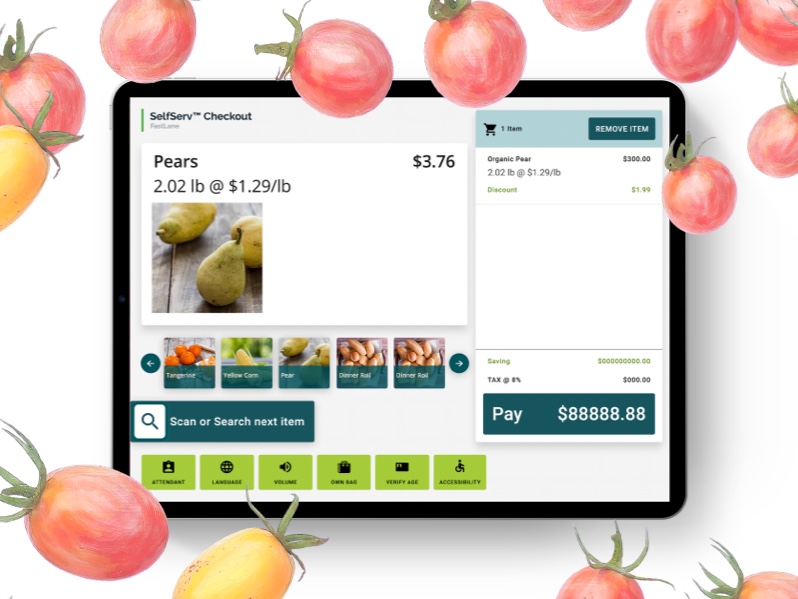 SelfServ™ Checkout
FastLane
Pears $3.76
2.02 lb @ $1.29/lb
Tangerine
Yellow Corn
Pear
Dinner Roll
Dinner Roll
Scan or Search next item
ATTENDANT
LANGUAGE
VOLUME
OWN BAG
VERIFY AGE
ACCESSIBILITY
1 Item REMOVE ITEM
Organic Pear $300.00
2.02 lb @ $1.29/lb
Discount $1.99
Saving $000000000.00
TAX @ 8% $000.00
Pay $88888.88